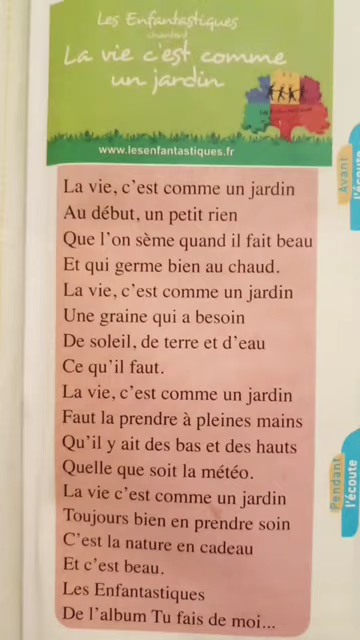 Les Enfantastiques
chantent
La vie c'est comme
un jardin
www.lesenfantastiques.fr
La vie, c'est comme un jardin
Au début, un petit rien
Que l'on sème quand il fait beau
Et qui germe bien au chaud.
La vie, c'est comme un jardin
Une graine qui a besoin
De soleil, de terre et d'eau
Ce qu'il faut.
La vie, c'est comme un jardin
Faut la prendre à pleines mains
Qu'il y ait des bas et des hauts
Quelle que soit la météo.
La vie c'est comme un jardin
Toujours bien en prendre soin
C'est la nature en cadeau
Et c'est beau.
Les Enfantastiques
De l'album Tu fais de moi...
Avant
l'écoute
Pendant
l'écoute